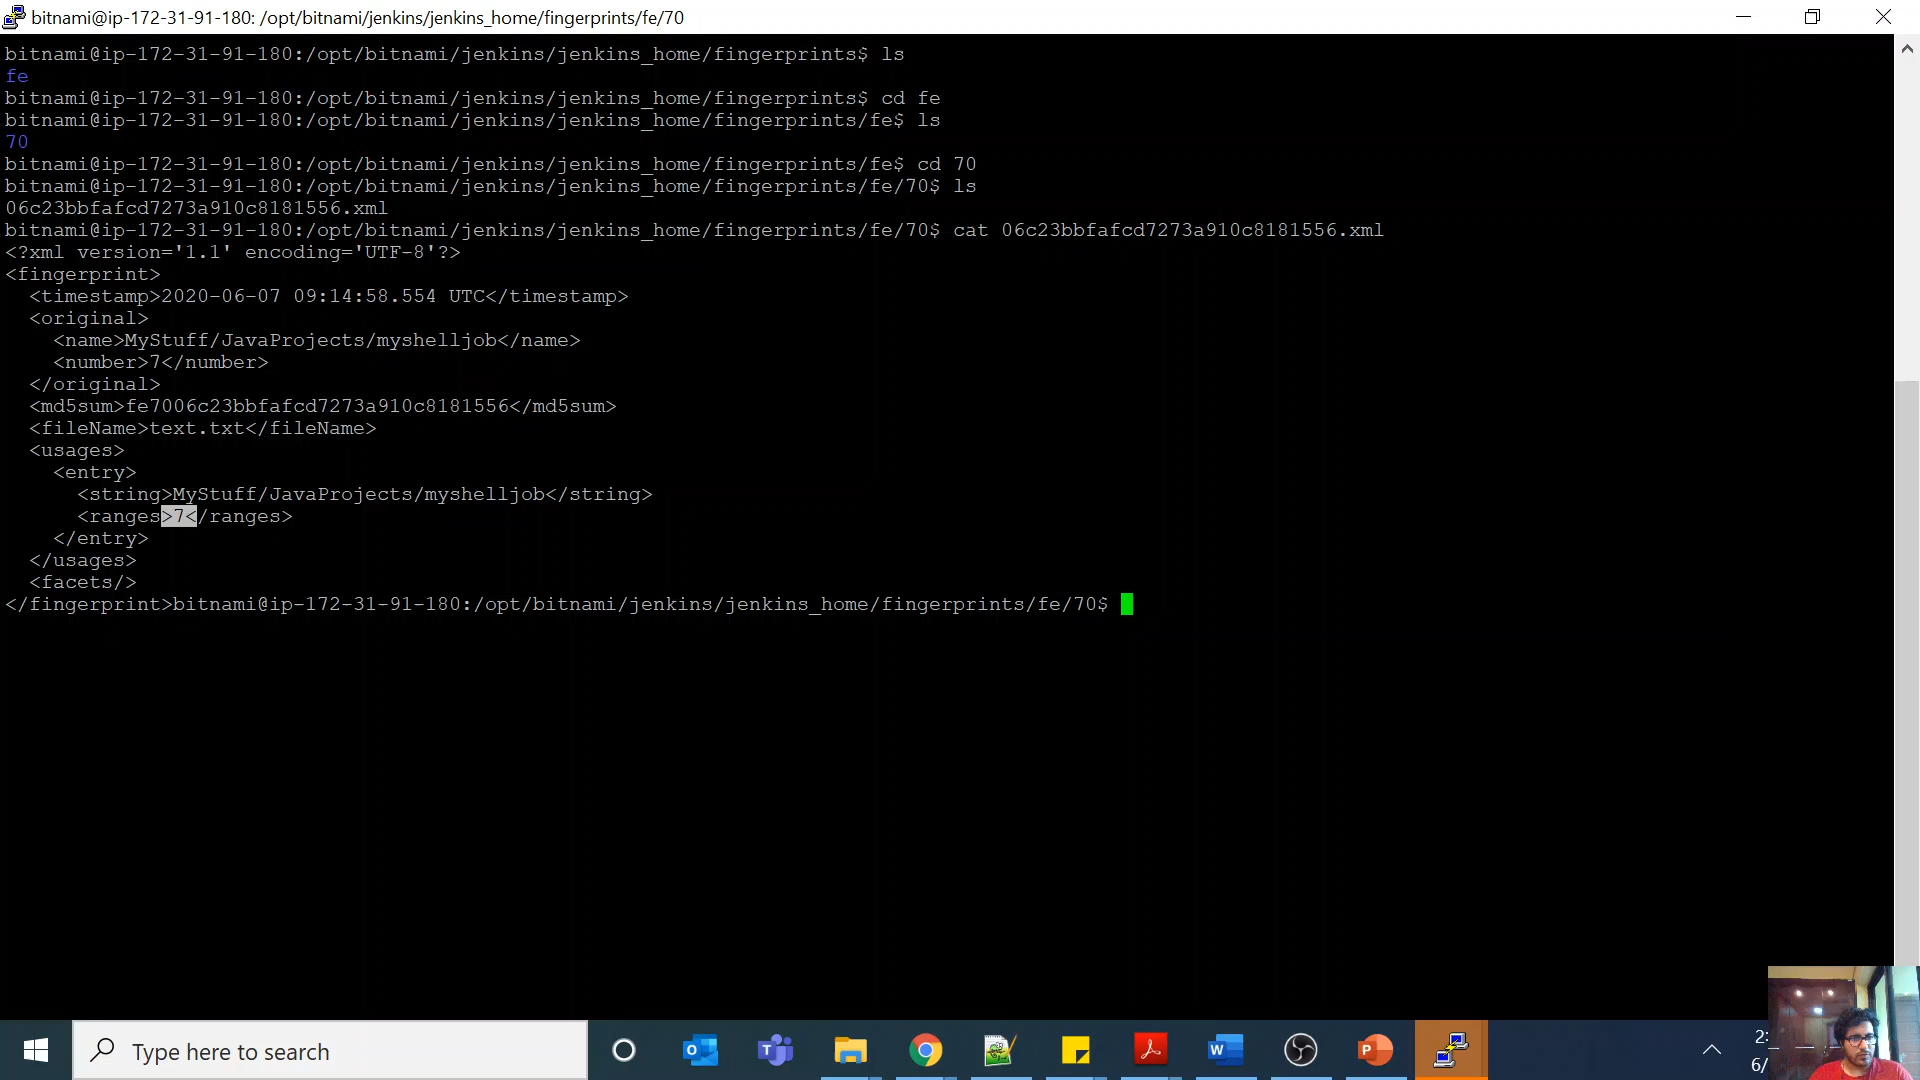 bitnami@ip-172-31-91-180: /opt/bitnami/jenkins/jenkins_home/fingerprints/fe/70
bitnami@ip-172-31-91-180:/opt/bitnami/jenkins/jenkins_home/fingerprints$ ls
fe
bitnami@ip-172-31-91-180:/opt/bitnami/jenkins/jenkins_home/fingerprints$ cd fe
bitnami@ip-172-31-91-180:/opt/bitnami/jenkins/jenkins_home/fingerprints/fe$ ls
70
bitnami@ip-172-31-91-180:/opt/bitnami/jenkins/jenkins_home/fingerprints/fe$ cd 70
bitnami@ip-172-31-91-180:/opt/bitnami/jenkins/jenkins_home/fingerprints/fe/70$ ls
06c23bbfafcd7273a910c8181556.xml
bitnami@ip-172-31-91-180:/opt/bitnami/jenkins/jenkins_home/fingerprints/fe/70$ cat 06c23bbfafcd7273a910c8181556.xml
<?xml version='1.1' encoding='UTF-8'?>
<fingerprint>
  <timestamp>2020-06-07 09:14:58.554 UTC</timestamp>
  <original>
    <name>MyStuff/JavaProjects/myshelljob</name>
    <number>7</number>
  </original>
  <md5sum>fe7006c23bbfafcd7273a910c8181556</md5sum>
  <fileName>text.txt</fileName>
  <usages>
    <entry>
      <string>MyStuff/JavaProjects/myshelljob</string>
      <ranges>7</ranges>
    </entry>
  </usages>
  <facets/>
</fingerprint>bitnami@ip-172-31-91-180:/opt/bitnami/jenkins/jenkins_home/fingerprints/fe/70$
Type here to search